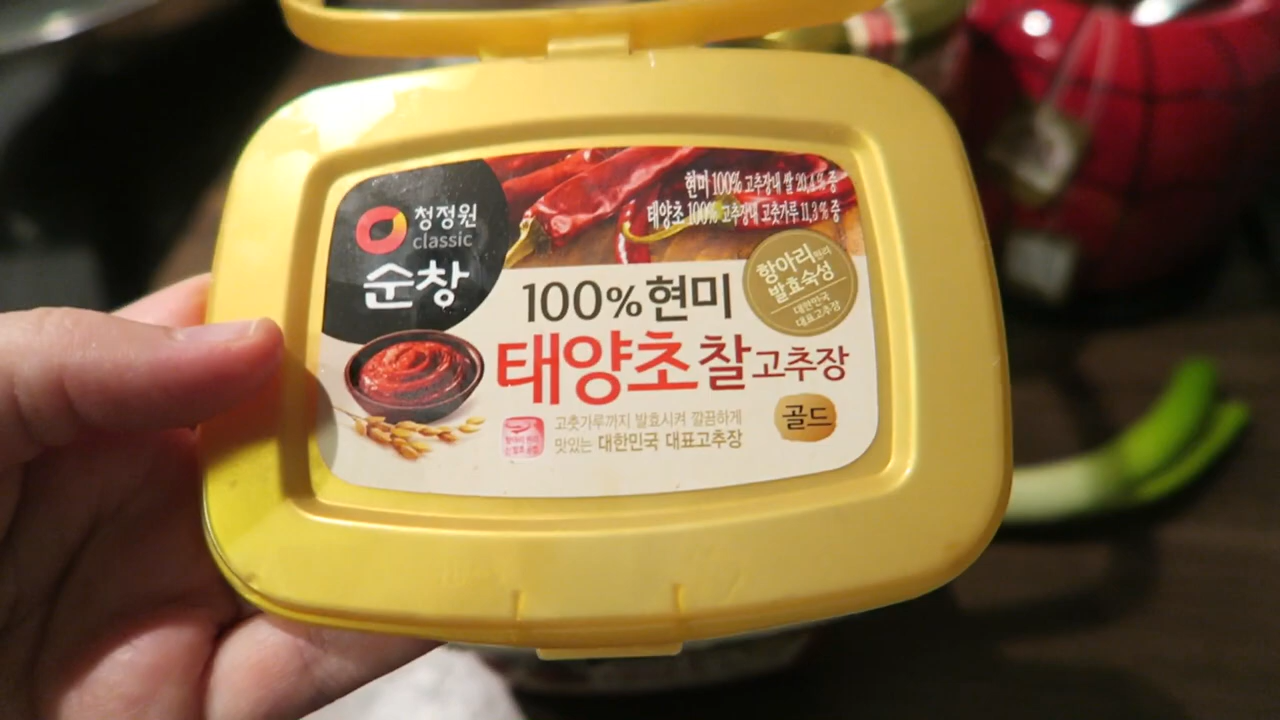 현미 100% 고추장내 쌀 20.4% 중
태양초 100% 고추장내 고춧가루 11.3% 중
청정원
classic
순창
항아리원리
발효숙성
대한민국
대표고추장
100% 현미
태양초찰고추장
골드
고춧가루까지 발효시켜 깔끔하게
맛있는 대한민국 대표고추장